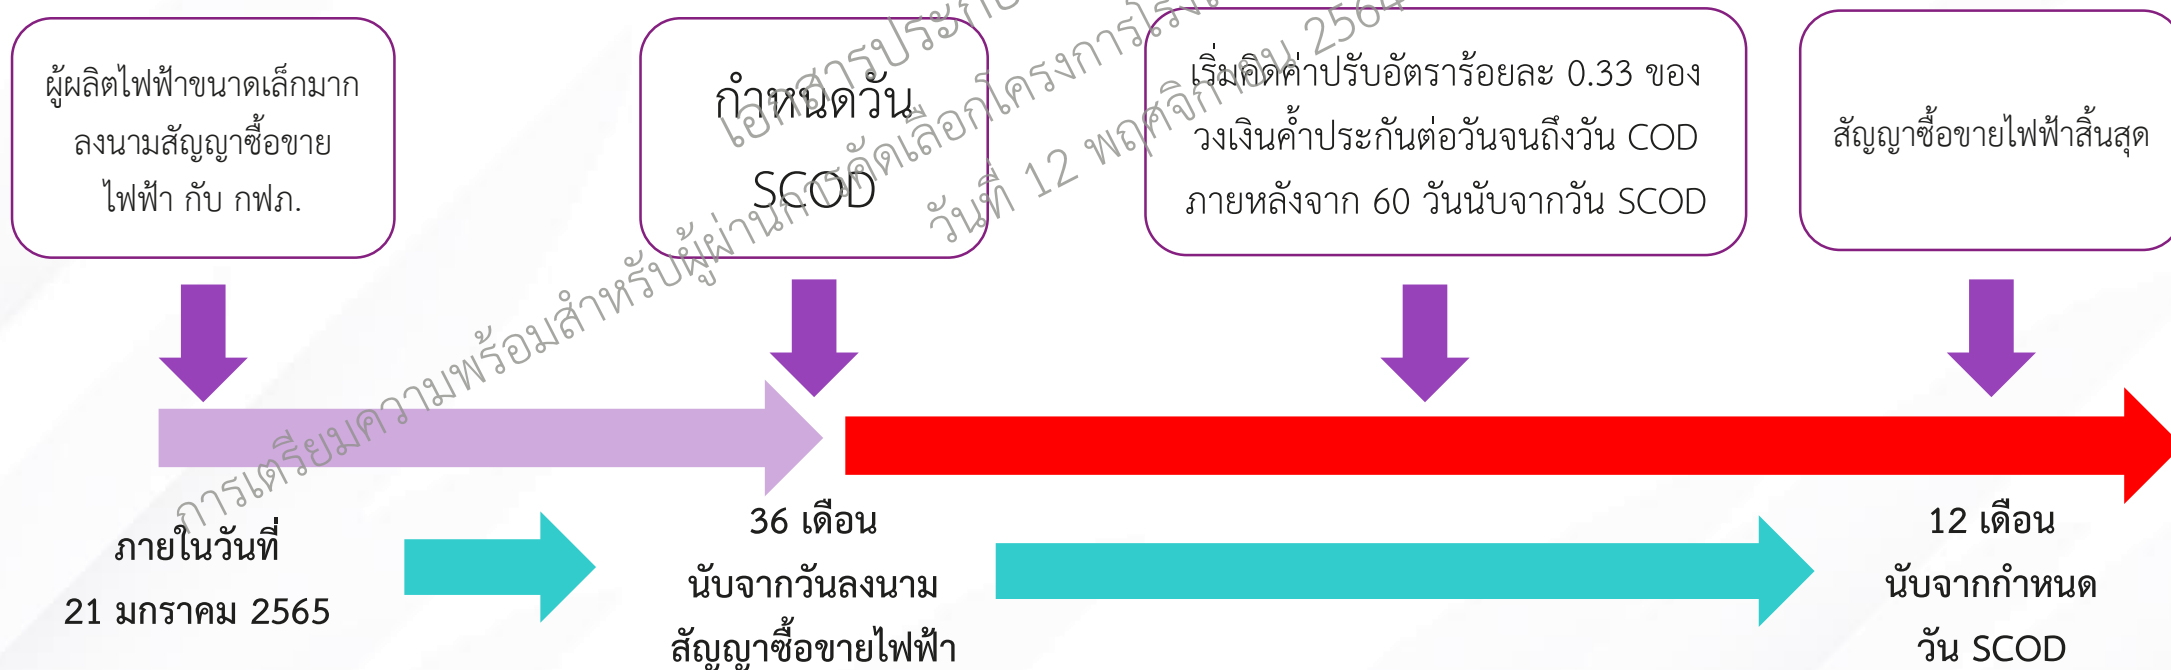 ผู้ผลิตไฟฟ้าขนาดเล็กมาก
ลงนามสัญญาซื้อขาย
ไฟฟ้า กับ กฟภ.
กำหนดวัน
SCOD
เริ่มคิดค่าปรับอัตราร้อยละ 0.33 ของ
วงเงินค้ำประกันต่อวันจนถึงวัน COD
ภายหลังจาก 60 วันนับจากวัน SCOD
สัญญาซื้อขายไฟฟ้าสิ้นสุด
เอกสารประกอ
การเตรียมความพร้อมสำหรับผู้ผ่านการคัดเลือกโครงการโรงไ
วันที่ 12 พฤศจิกายน 2564
ภายในวันที่
21 มกราคม 2565
36 เดือน
นับจากวันลงนาม
สัญญาซื้อขายไฟฟ้า
12 เดือน
นับจากกำหนด
วัน SCOD